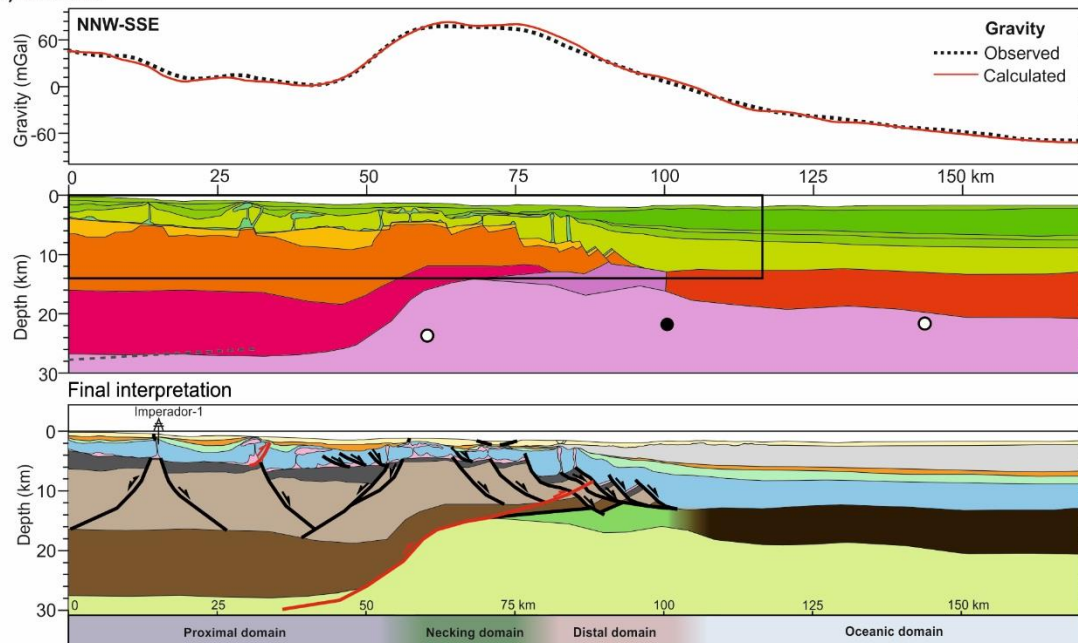 NNW-SSE
Gravity
Observed
Calculated
Gravity (mGal)
60
0
-60
0 25 50 75 100 125 150 km
Depth (km)
0
10
20
30
Final interpretation
Imperador-1
Depth (km)
0
10
20
30
0 25 50 75 km 100 125 150 km
Proximal domain Necking domain Distal domain Oceanic domain